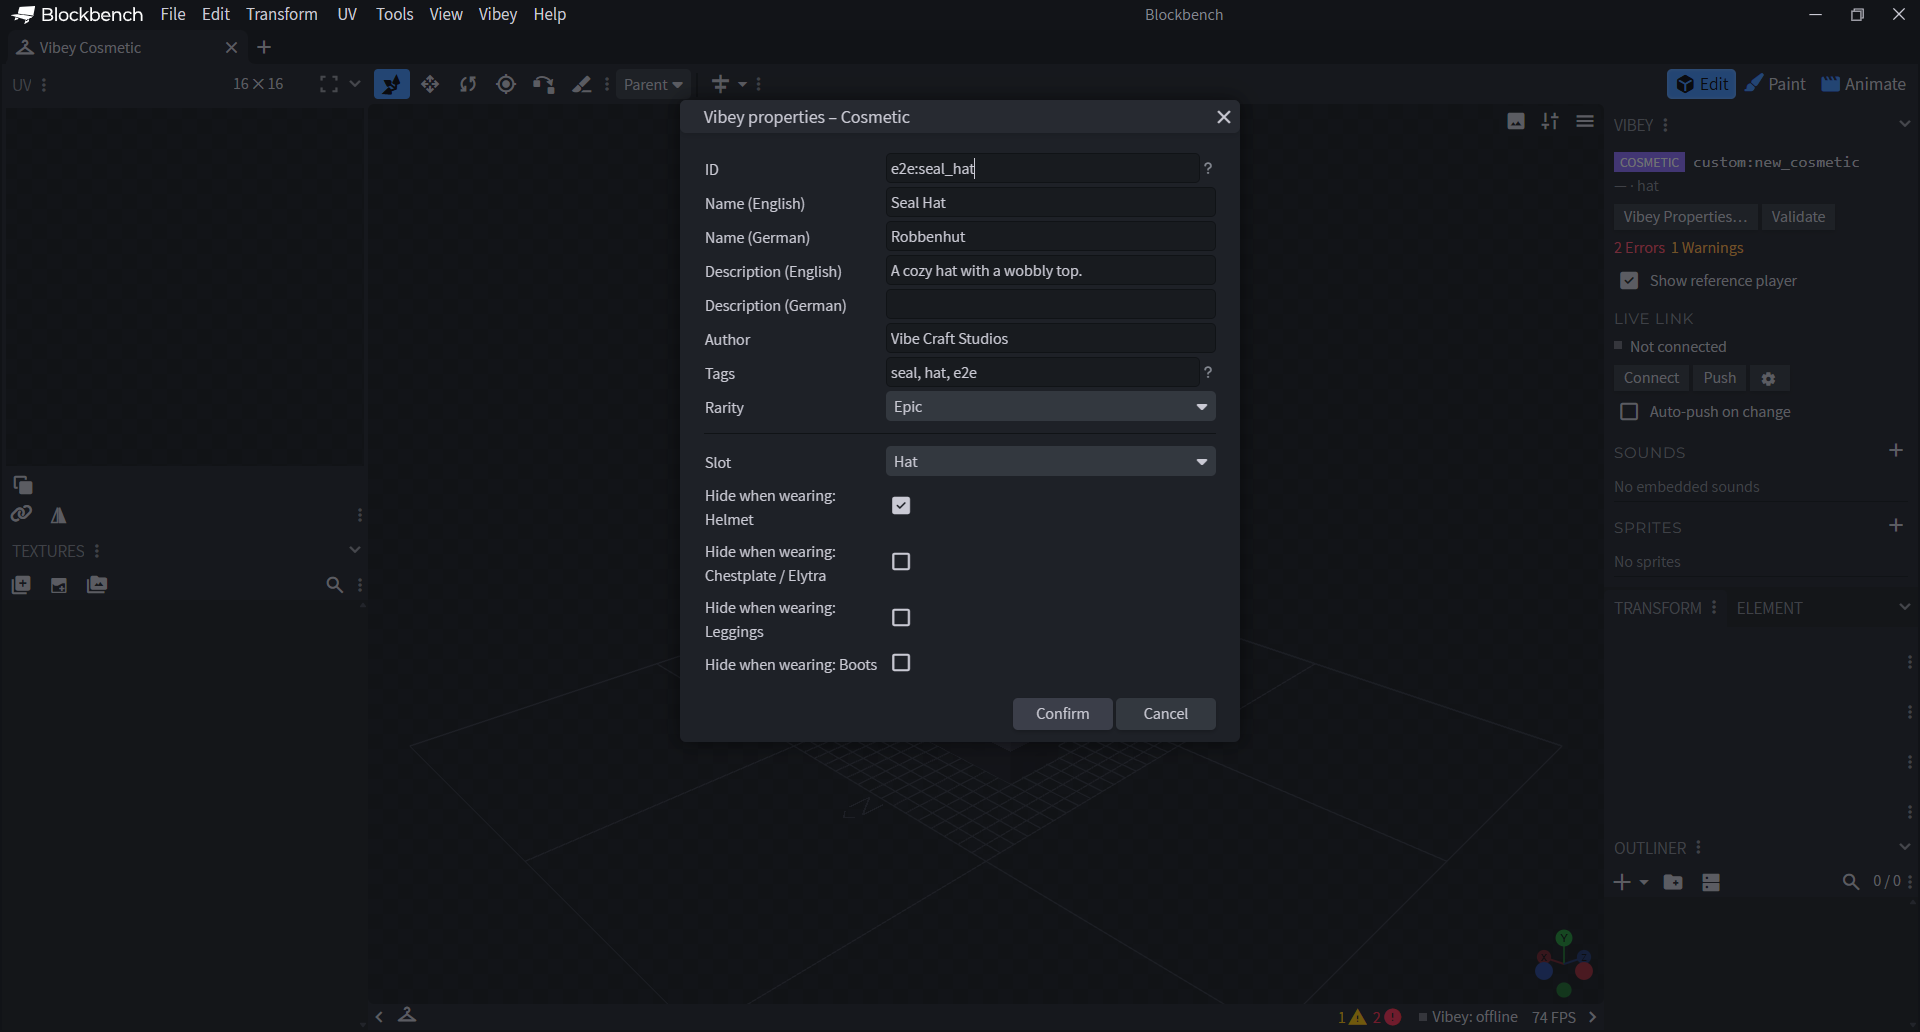 Blockbench File Edit Transform UV Tools View Vibey Help
Blockbench
Vibey Cosmetic
UV
16×16
Parent
Edit Paint Animate
Vibey properties – Cosmetic
ID
e2e:seal_hat
?
Name (English)
Seal Hat
Name (German)
Robbenhut
Description (English)
A cozy hat with a wobbly top.
Description (German)
Author
Vibe Craft Studios
Tags
seal, hat, e2e
?
Rarity
Epic
Slot
Hat
Hide when wearing:
Helmet
Hide when wearing:
Chestplate / Elytra
Hide when wearing:
Leggings
Hide when wearing: Boots
Confirm
Cancel
TEXTURES
VIBEY
COSMETIC custom:new_cosmetic
— · hat
Vibey Properties… Validate
2 Errors 1 Warnings
Show reference player
LIVE LINK
Not connected
Connect Push
Auto-push on change
SOUNDS
No embedded sounds
SPRITES
No sprites
TRANSFORM ELEMENT
OUTLINER
0 / 0
Y
X
Z
1 2 Vibey: offline 74 FPS